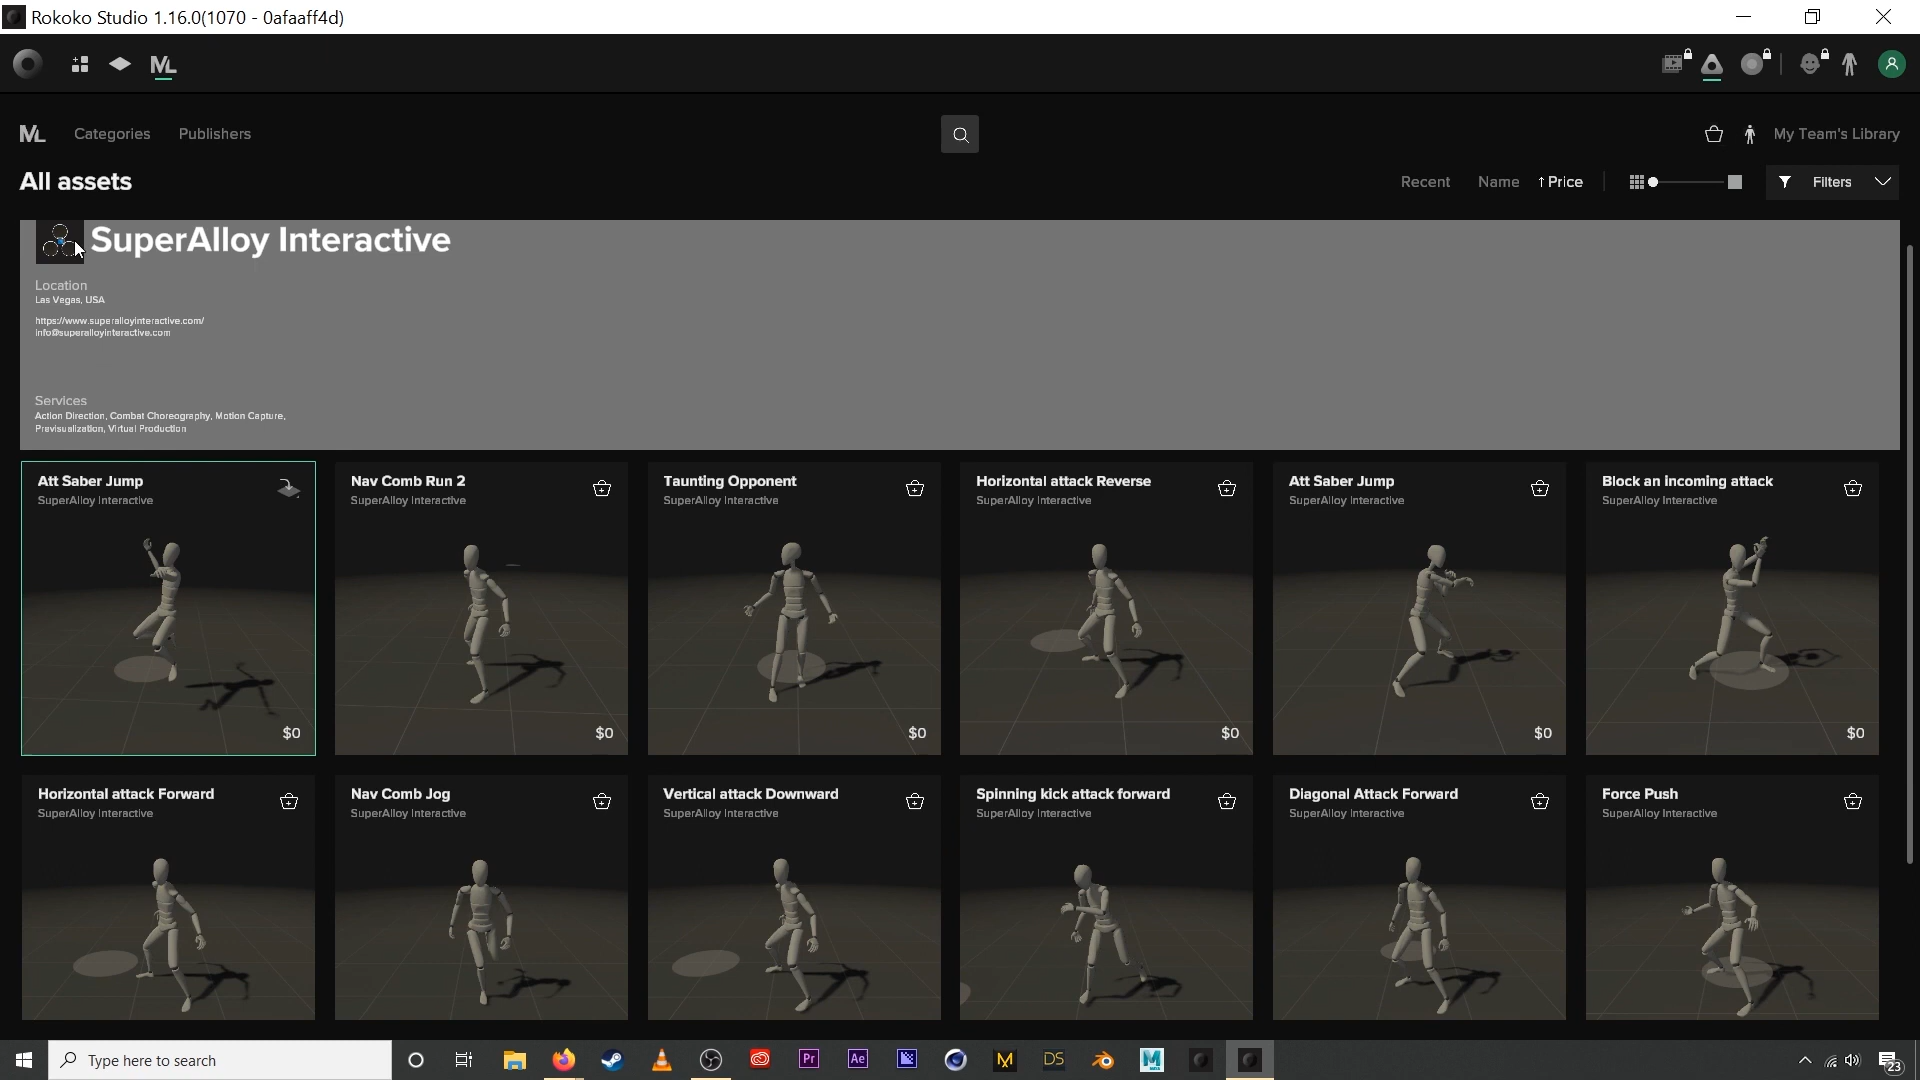 Rokoko Studio 1.16.0(1070 - 0afaaff4d)
ML
ML Categories Publishers
My Team's Library
All assets
Recent Name ↑ Price
Filters
SuperAlloy Interactive
Location
Las Vegas, USA
https://www.superalloyinteractive.com/
info@superalloyinteractive.com
Services
Action Direction, Combat Choreography, Motion Capture,
Previsualization, Virtual Production
Att Saber Jump
SuperAlloy Interactive
$0
Nav Comb Run 2
SuperAlloy Interactive
$0
Taunting Opponent
SuperAlloy Interactive
$0
Horizontal attack Reverse
SuperAlloy Interactive
$0
Att Saber Jump
SuperAlloy Interactive
$0
Block an incoming attack
SuperAlloy Interactive
$0
Horizontal attack Forward
SuperAlloy Interactive
Nav Comb Jog
SuperAlloy Interactive
Vertical attack Downward
SuperAlloy Interactive
Spinning kick attack forward
SuperAlloy Interactive
Diagonal Attack Forward
SuperAlloy Interactive
Force Push
SuperAlloy Interactive
Type here to search
Pr
Ae
DS
M
23